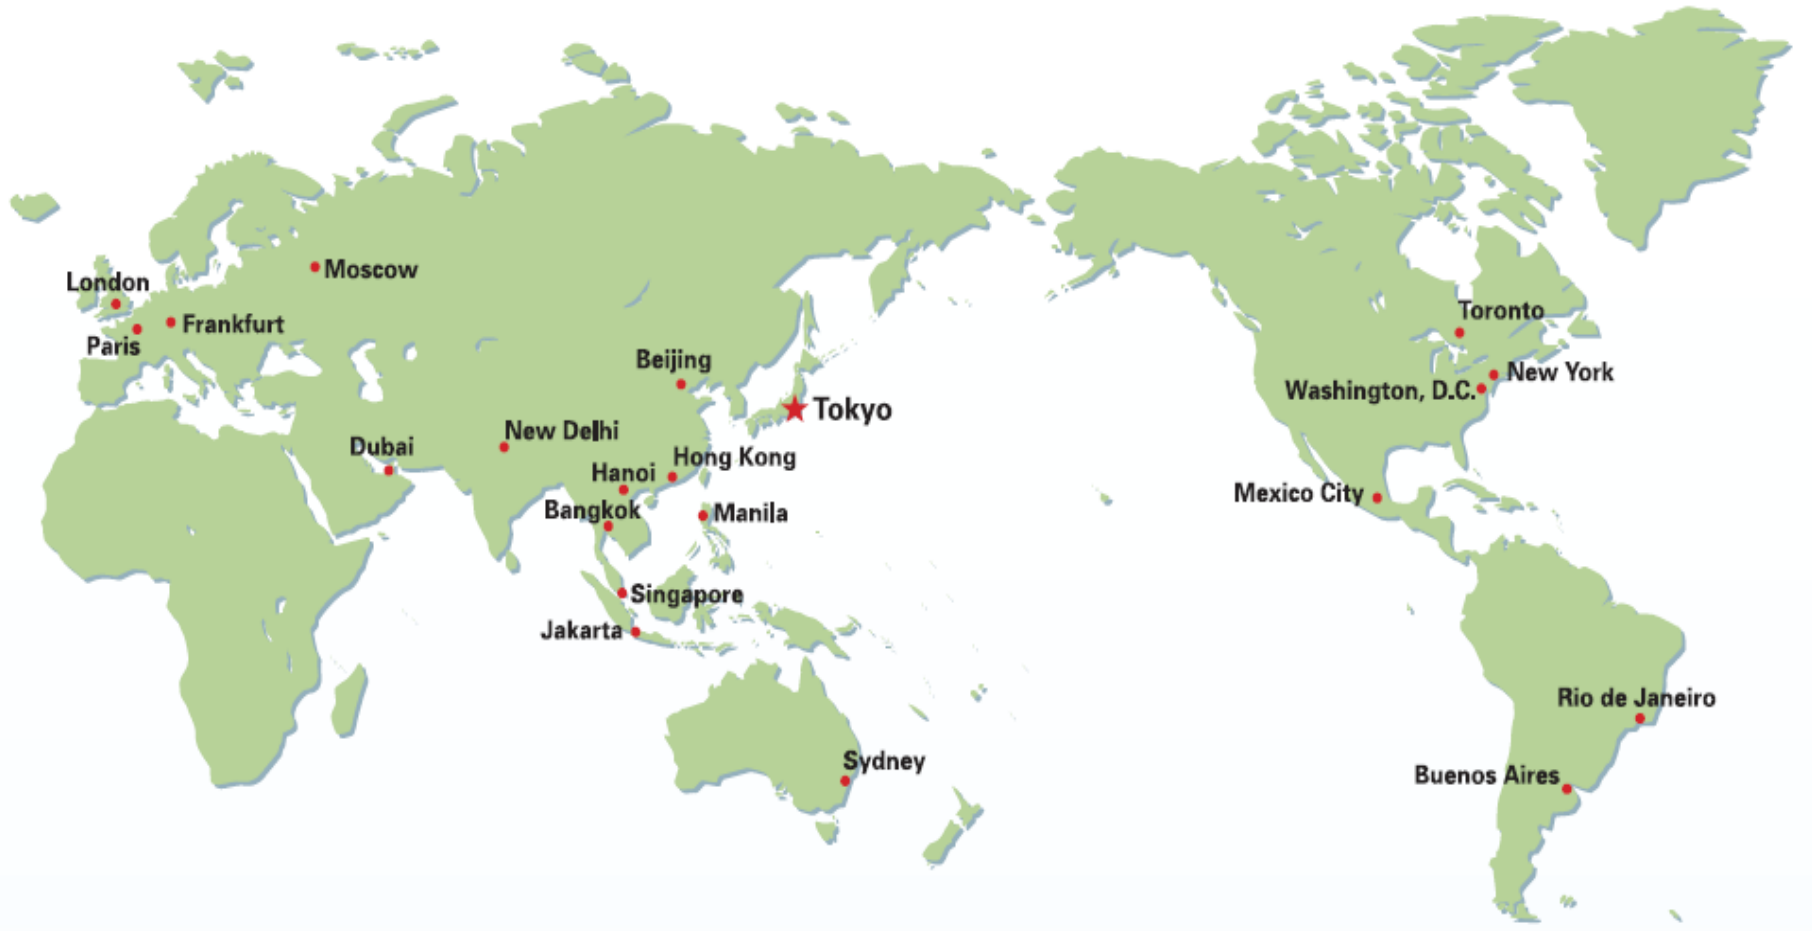 London
Moscow
Frankfurt
Paris
Toronto
Beijing
New York
Washington, D.C.
Tokyo
New Delhi
Dubai
Hong Kong
Hanoi
Mexico City
Bangkok
Manila
Singapore
Jakarta
Rio de Janeiro
Sydney
Buenos Aires